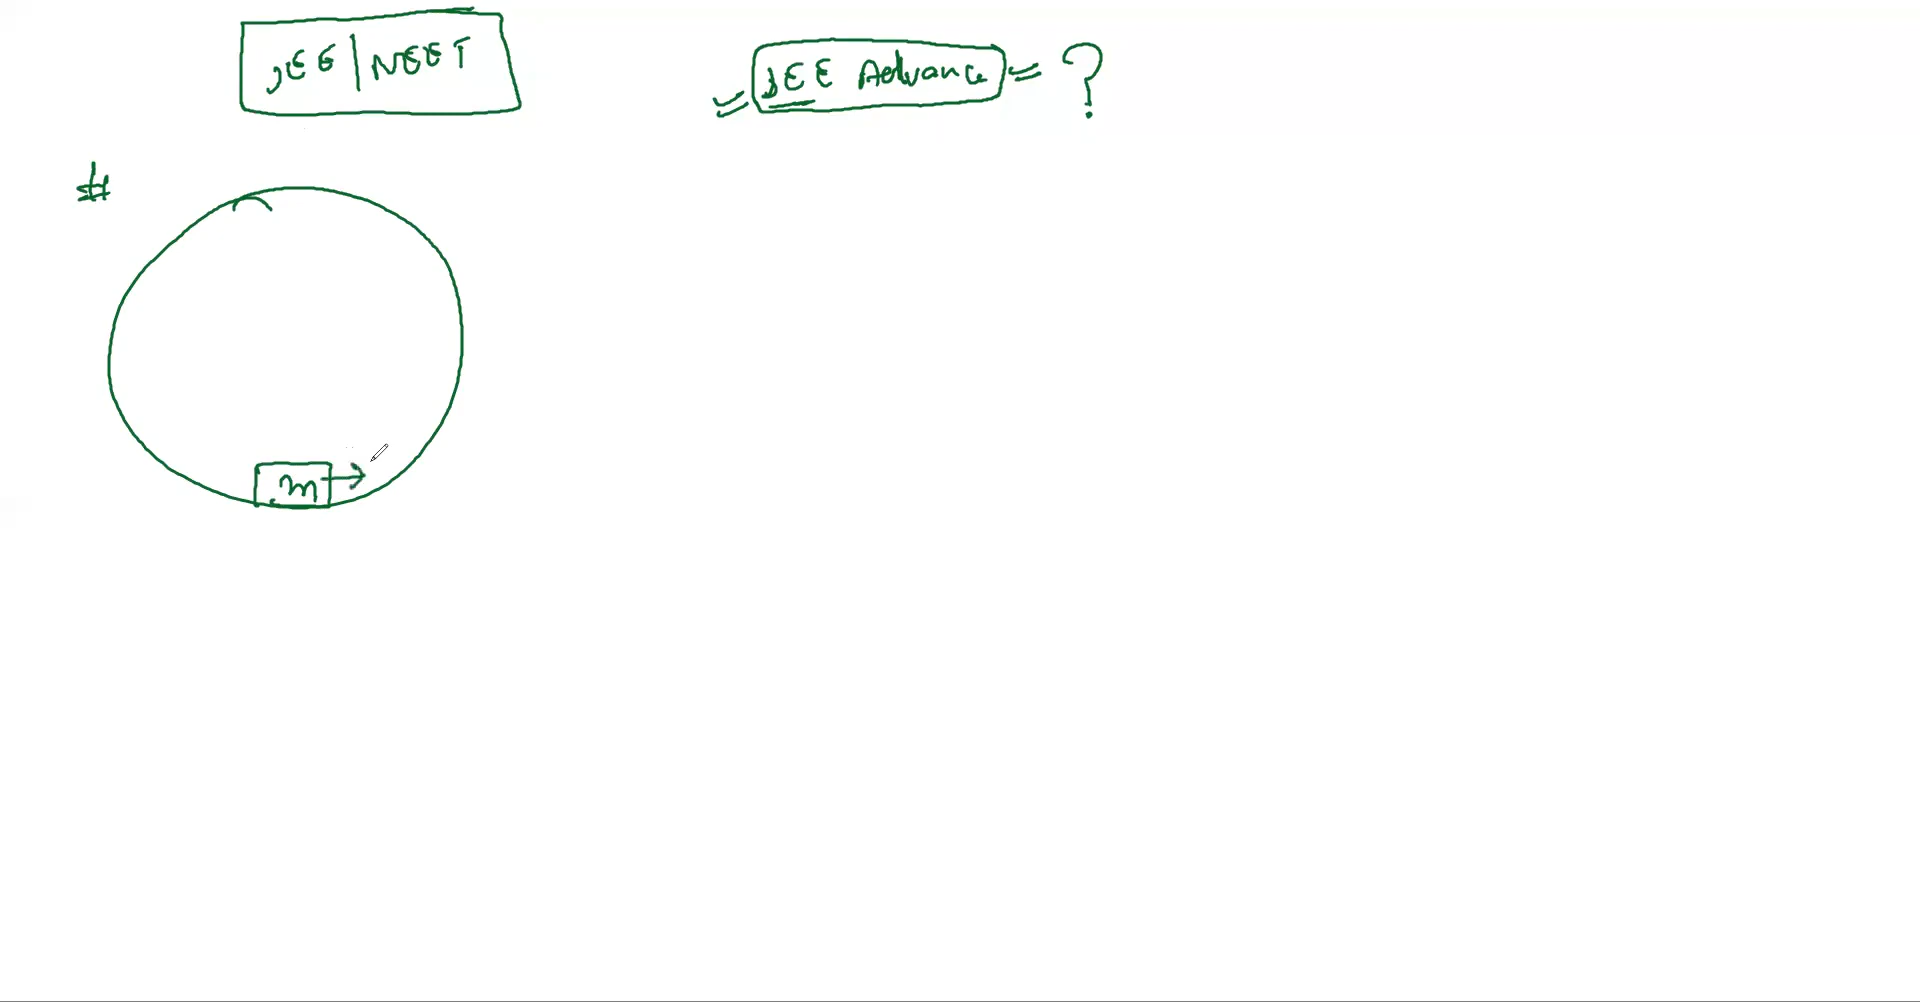 JEE | NEET
JEE Advance = ?
#
m